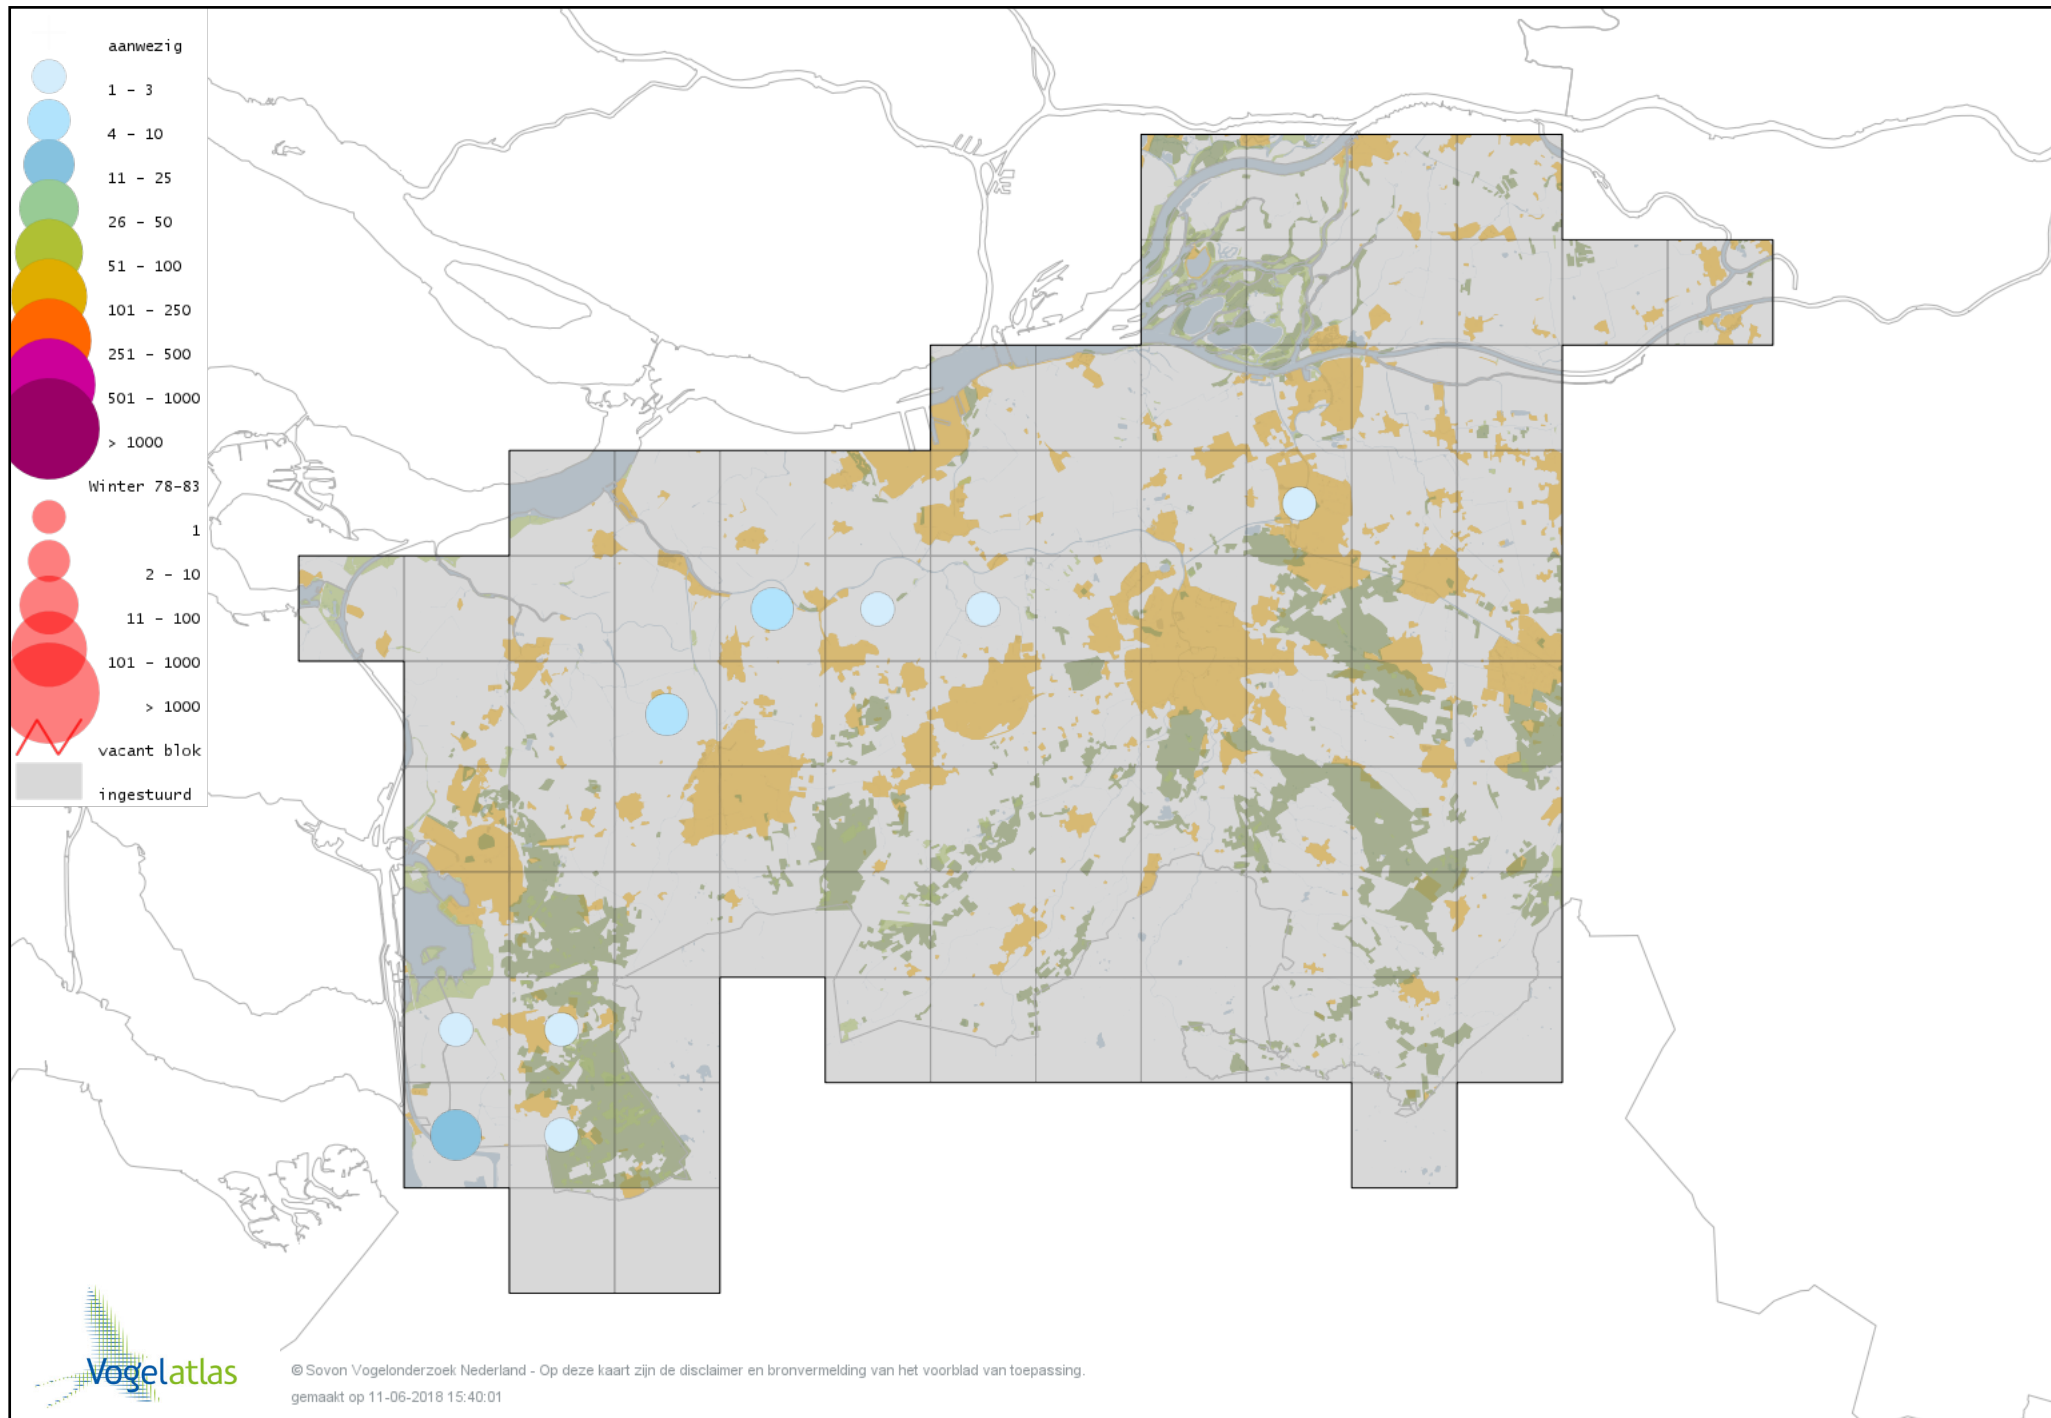 aanwezig
1 - 3
4 - 10
11 - 25
26 - 50
51 - 100
101 - 250
251 - 500
501 - 1000
> 1000
Winter 78-83
1
2 - 10
11 - 100
101 - 1000
> 1000
vacant blok
ingestuurd
Vogelatlas
© Sovon Vogelonderzoek Nederland - Op deze kaart zijn de disclaimer en bronvermelding van het voorblad van toepassing.
gemaakt op 11-06-2018 15:40:01